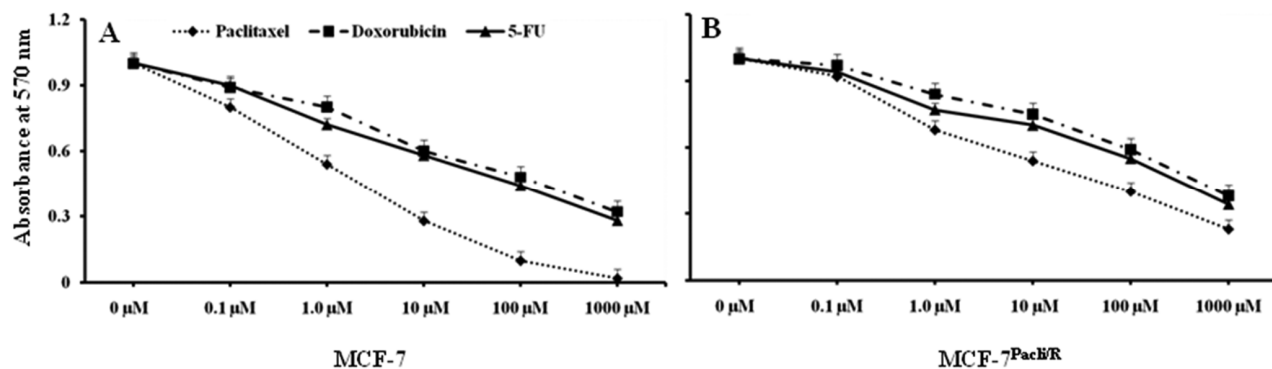 A
Paclitaxel
Doxorubicin
5-FU
B
Absorbance at 570 nm
1.2
0.9
0.6
0.3
0
0 µM
0.1 µM
1.0 µM
10 µM
100 µM
1000 µM
0 µM
0.1 µM
1.0 µM
10 µM
100 µM
1000 µM
MCF-7
MCF-7Pacli/R